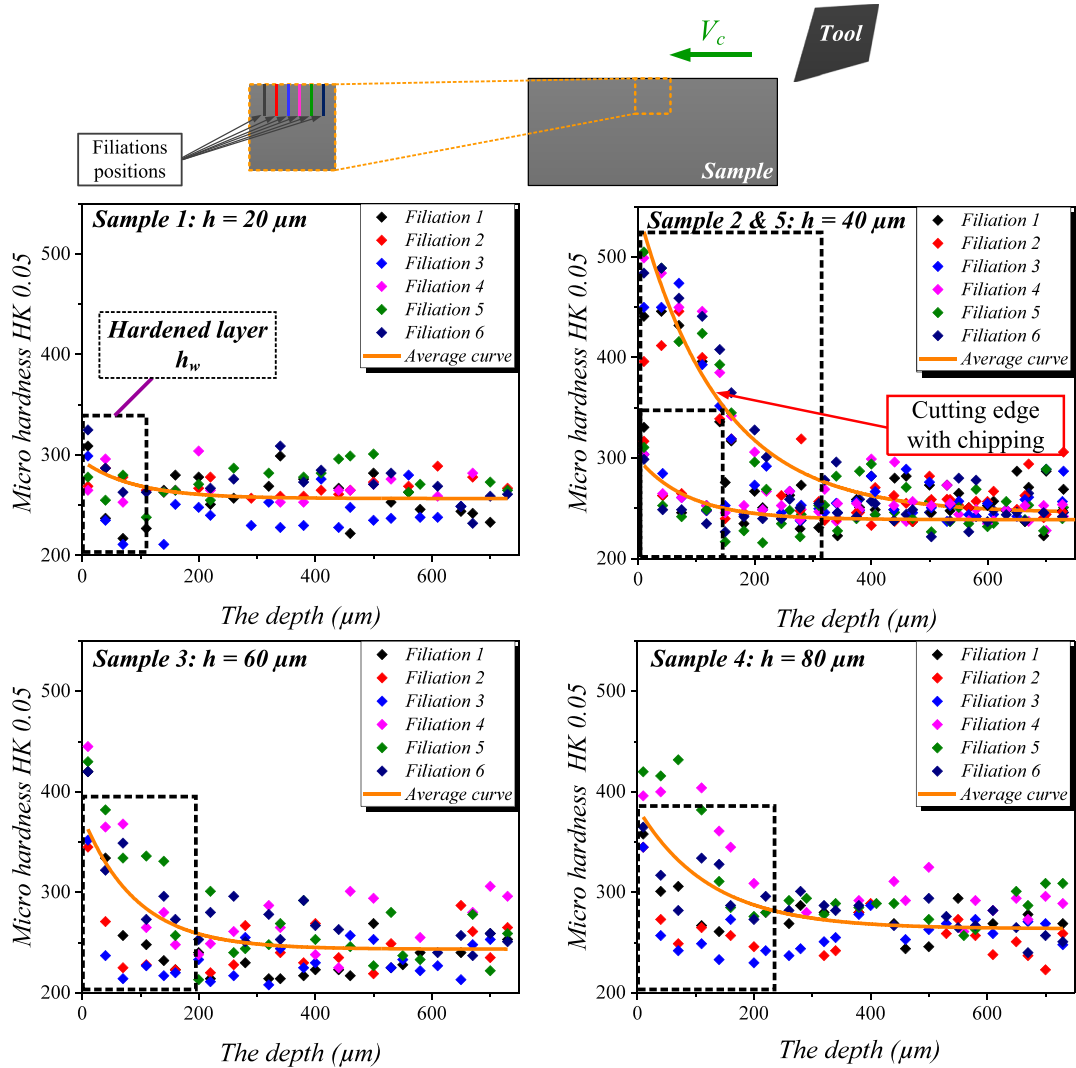 V_c
Tool
Filiations
positions
Sample
Sample 1: h = 20 μm
Filiation 1
Filiation 2
Filiation 3
Filiation 4
Filiation 5
Filiation 6
Average curve
Hardened layer
h_w
Micro hardness HK 0.05
500
400
300
200
0
200
400
600
The depth (μm)
Sample 2 & 5: h = 40 μm
Filiation 1
Filiation 2
Filiation 3
Filiation 4
Filiation 5
Filiation 6
Average curve
Cutting edge
with chipping
Micro hardness HK 0.05
500
400
300
200
0
200
400
600
The depth (μm)
Sample 3: h = 60 μm
Filiation 1
Filiation 2
Filiation 3
Filiation 4
Filiation 5
Filiation 6
Average curve
Micro hardness HK 0.05
500
400
300
200
0
200
400
600
The depth (μm)
Sample 4: h = 80 μm
Filiation 1
Filiation 2
Filiation 3
Filiation 4
Filiation 5
Filiation 6
Average curve
Micro hardness HK 0.05
500
400
300
200
0
200
400
600
The depth (μm)